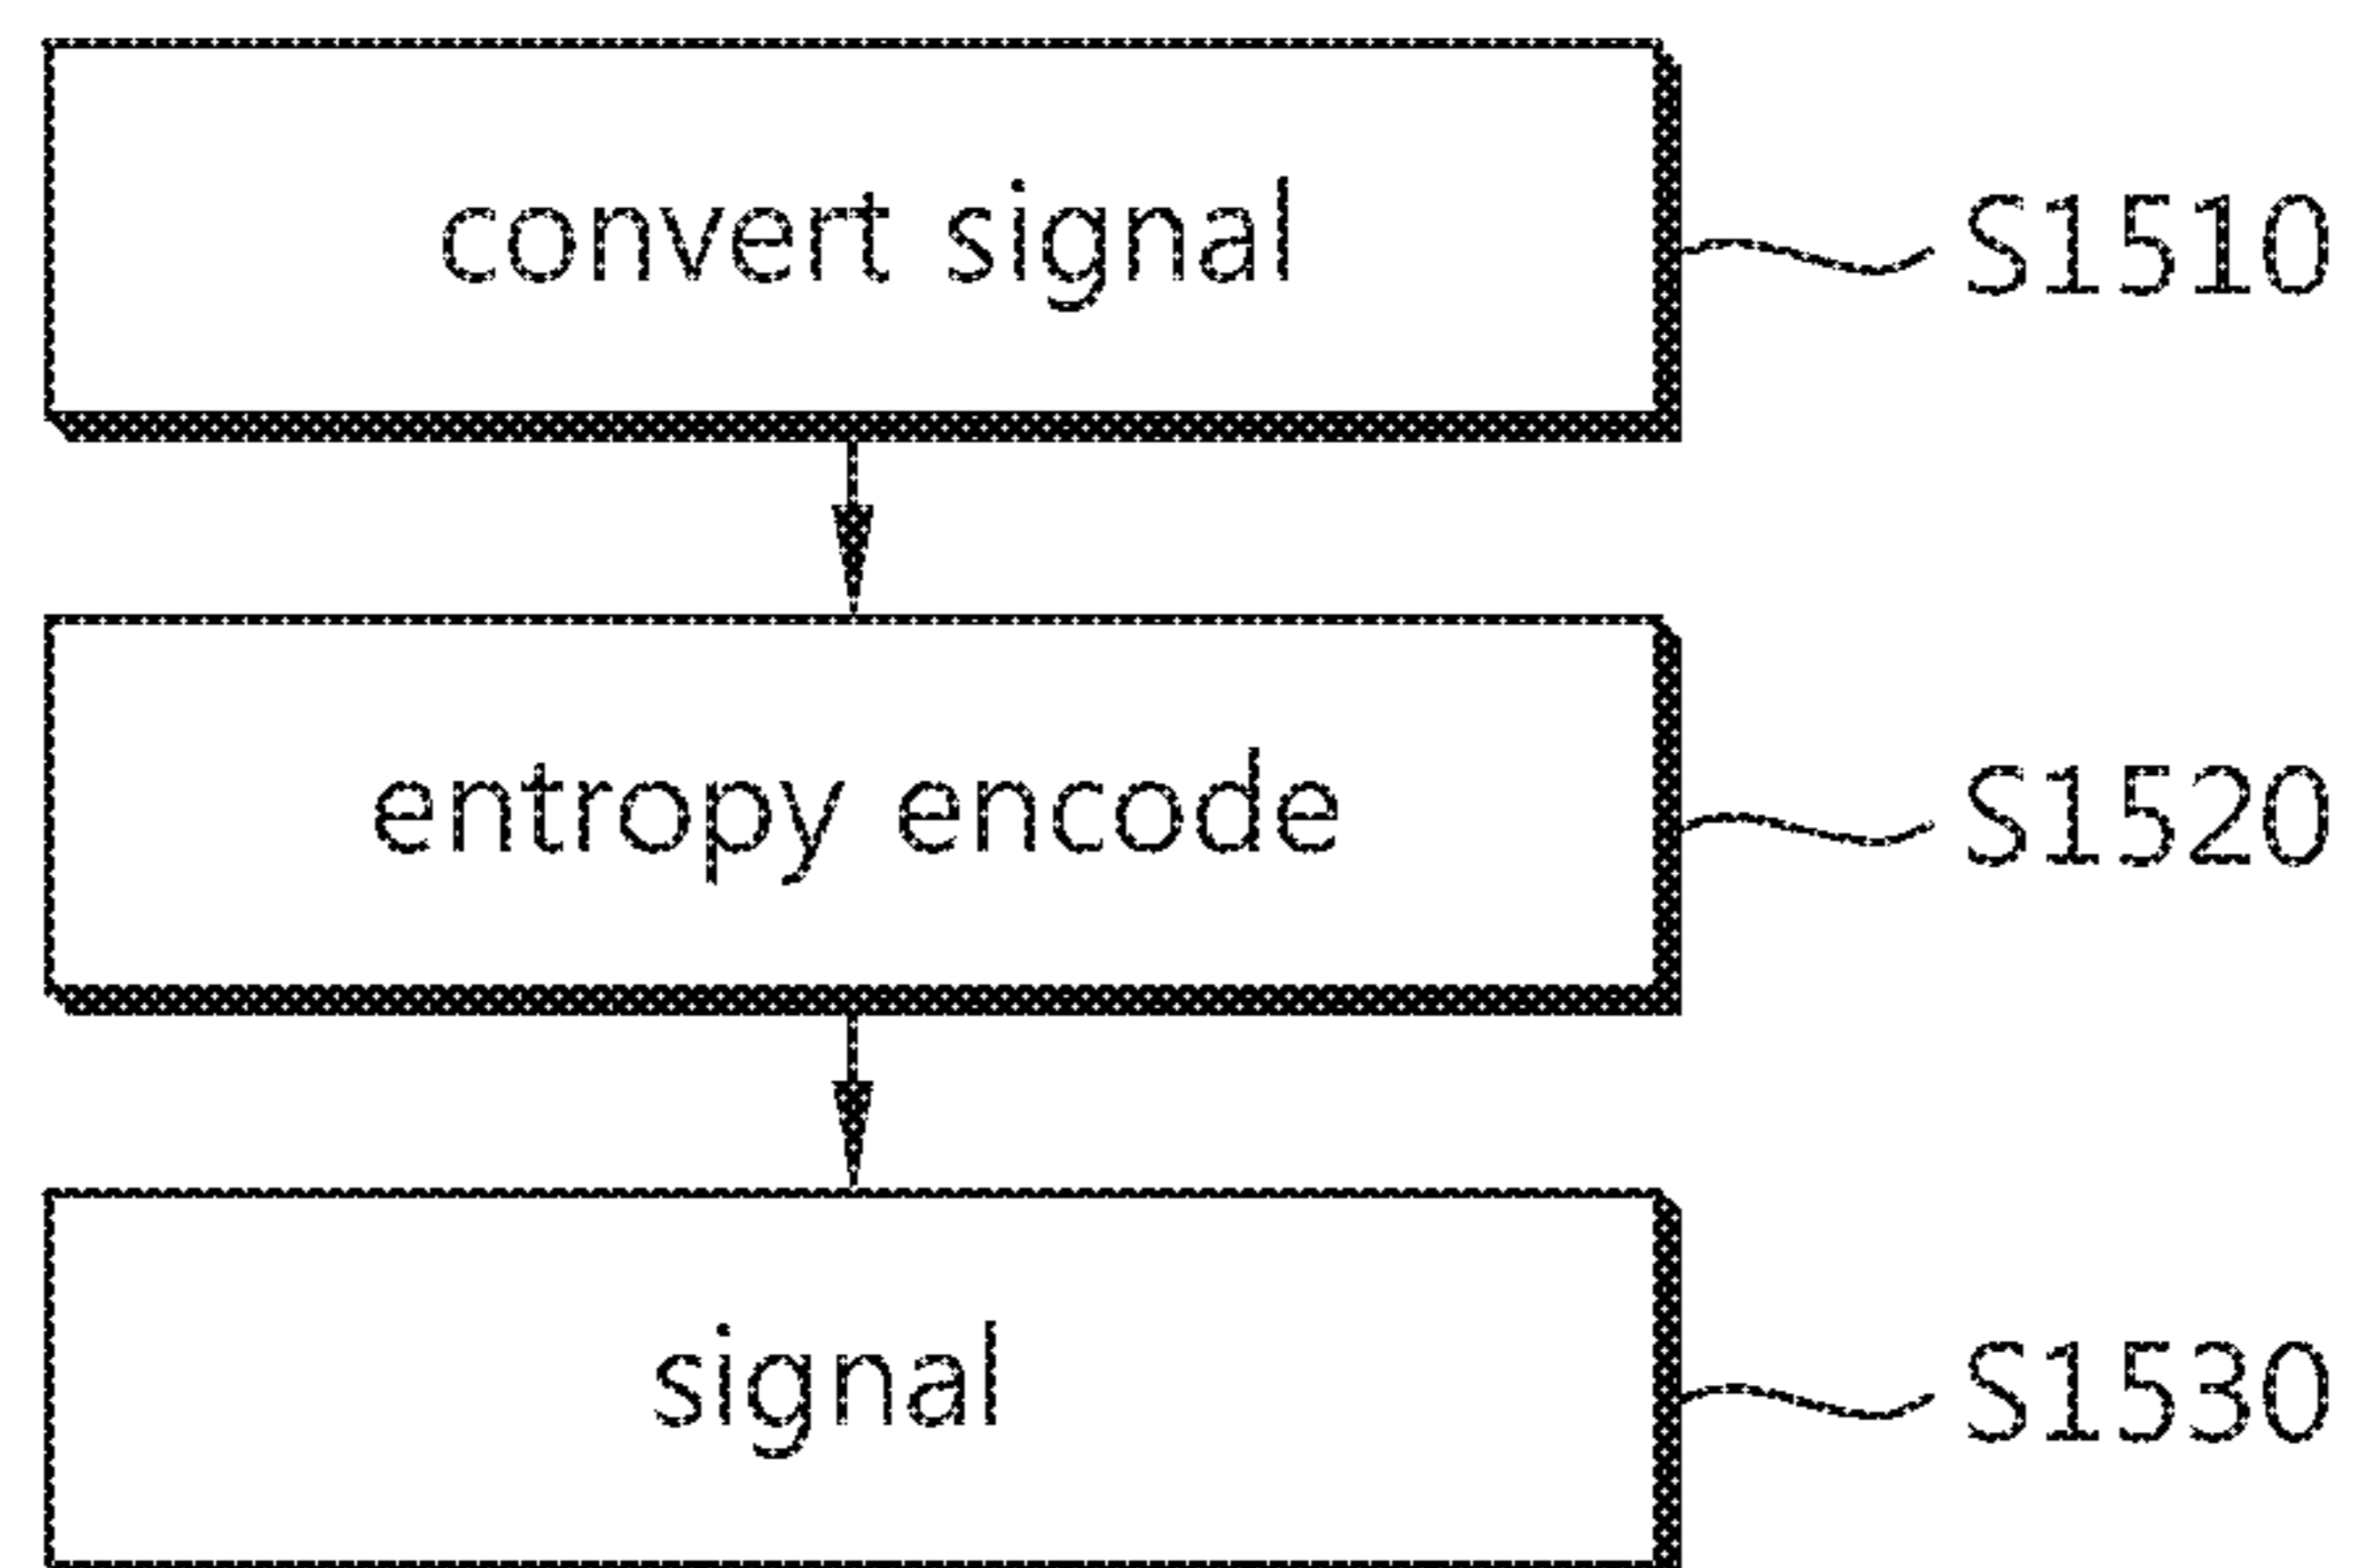 convert signal
S1510
entropy encode
S1520
signal
S1530